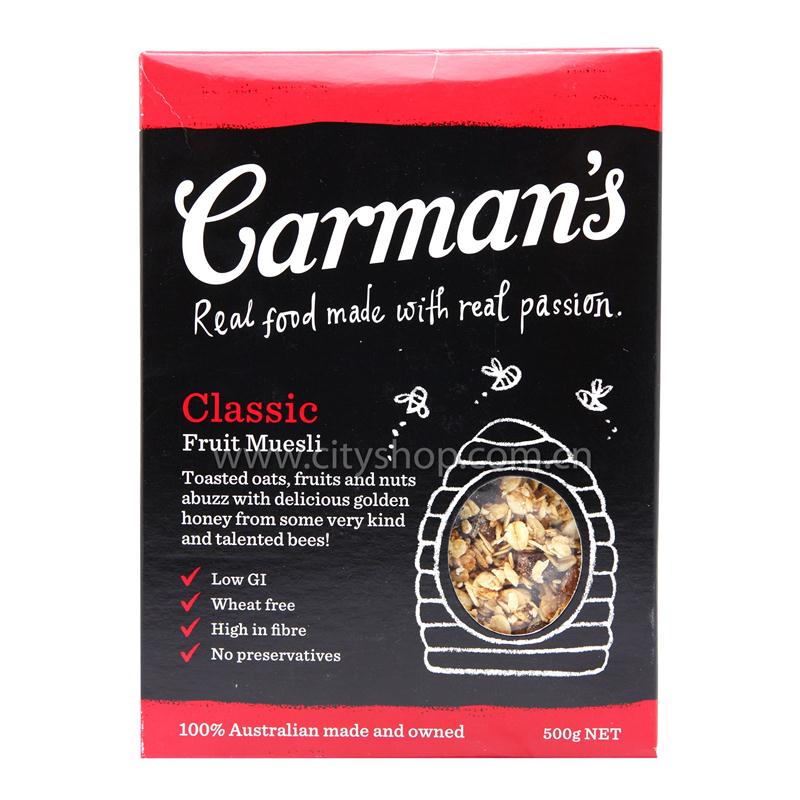 Carman's
Real food made with real passion.
Classic
Fruit Muesli
www.cityshop.com.cn
Toasted oats, fruits and nuts
abuzz with delicious golden
honey from some very kind
and talented bees!
Low GI
Wheat free
High in fibre
No preservatives
100% Australian made and owned
500g NET